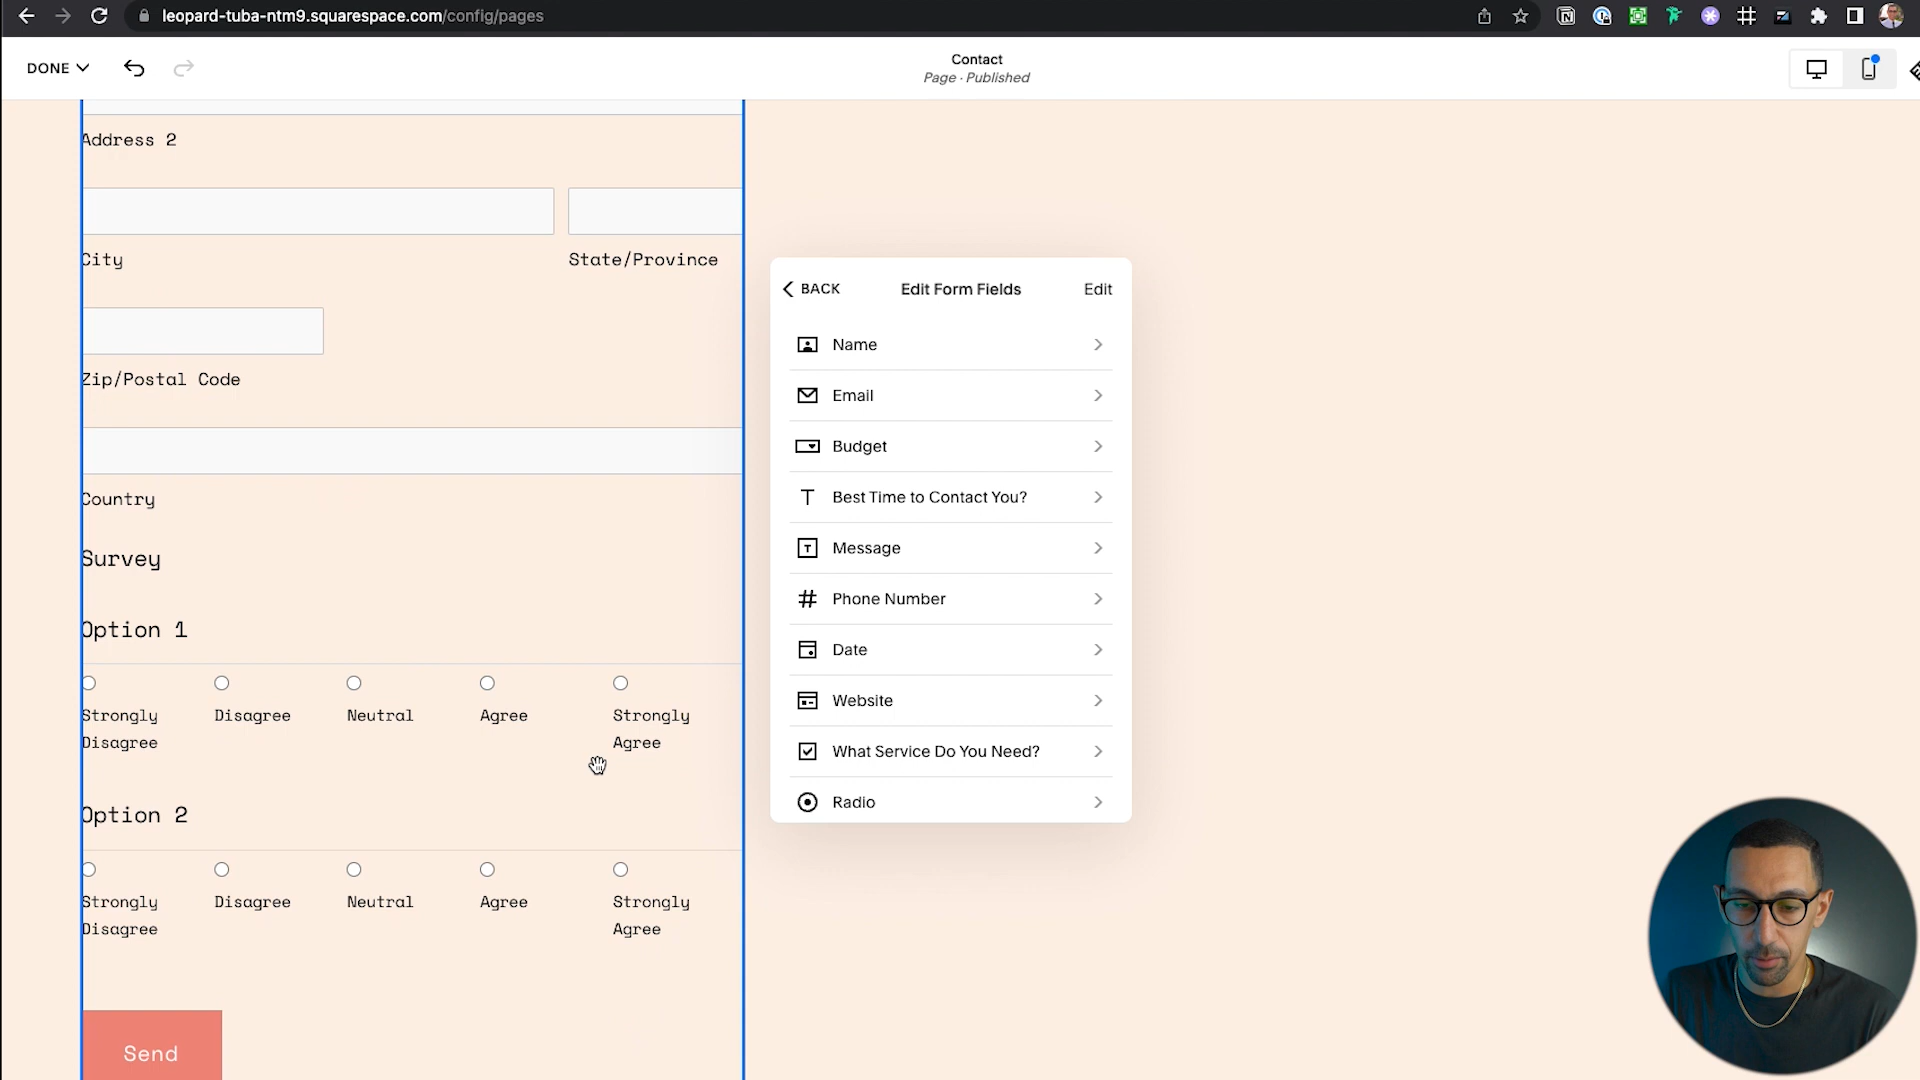 leopard-tuba-ntm9.squarespace.com/config/pages
DONE
Contact
Page · Published
Address 2
City
State/Province
Zip/Postal Code
Country
Survey
Option 1
Strongly Disagree
Disagree
Neutral
Agree
Strongly Agree
Option 2
Strongly Disagree
Disagree
Neutral
Agree
Strongly Agree
Send
BACK
Edit Form Fields
Edit
Name
Email
Budget
Best Time to Contact You?
Message
Phone Number
Date
Website
What Service Do You Need?
Radio